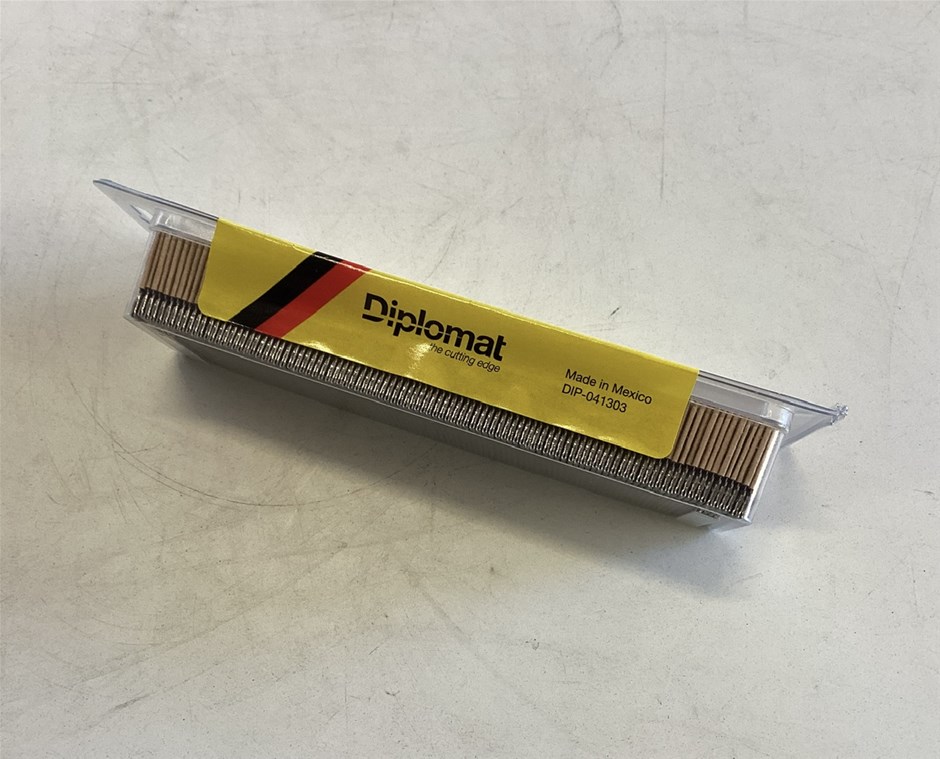 Diplomat
the cutting edge
Made in Mexico
DIP-041303